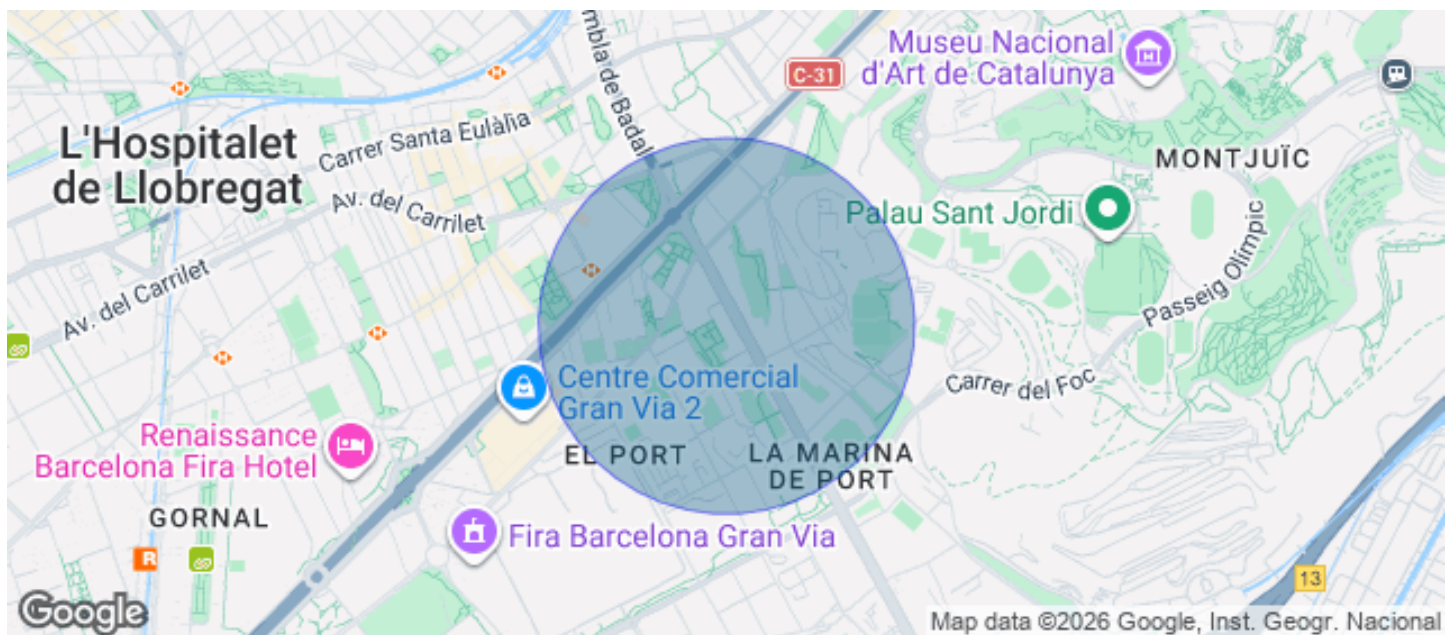 Museu Nacional
d'Art de Catalunya
C-31
mbla de Badal
L'Hospitalet
de Llobregat
Carrer Santa Eulàlia
Av. del Carrilet
MONTJUÏC
Palau Sant Jordi
Passeig Olímpic
Av. del Carrilet
Centre Comercial
Gran Via 2
Carrer del Foc
Renaissance
Barcelona Fira Hotel
EL PORT
LA MARINA
DE PORT
GORNAL
Fira Barcelona Gran Via
R
13
Google
Map data ©2026 Google, Inst. Geogr. Nacional